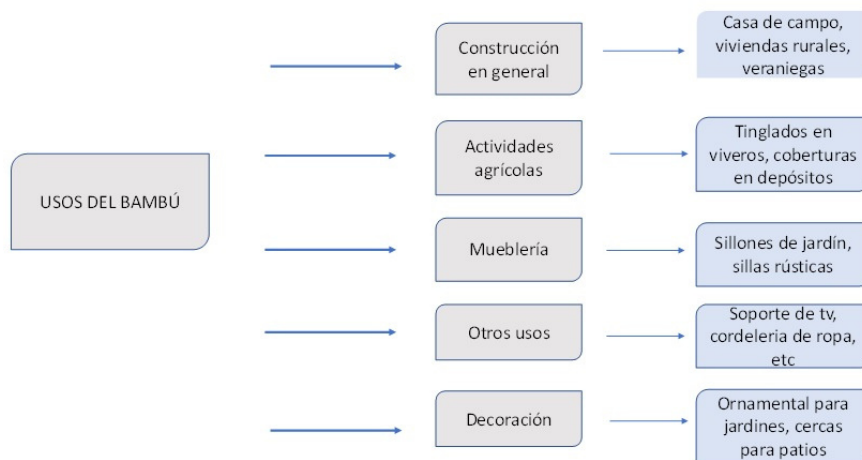 USOS DEL BAMBÚ
Construcción
en general
Casa de campo,
viviendas rurales,
veraniegas
Actividades
agrícolas
Tinglados en
viveros, coberturas
en depósitos
Mueblería
Sillones de jardín,
sillas rústicas
Otros usos
Soporte de tv,
cordeleria de ropa,
etc
Decoración
Ornamental para
jardines, cercas
para patios